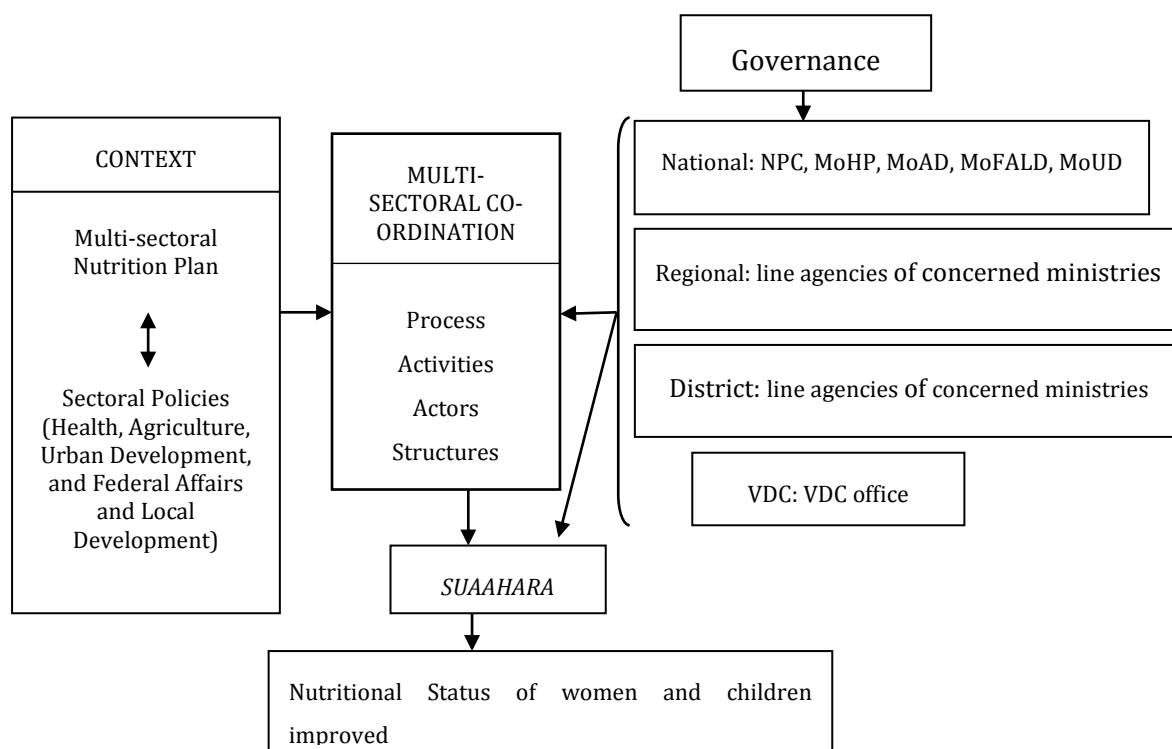 Governance
CONTEXT
Multi-sectoral
Nutrition Plan
Sectoral Policies
(Health, Agriculture,
Urban Development,
and Federal Affairs
and Local
Development)
MULTI-
SECTORAL CO-
ORDINATION
Process
Activities
Actors
Structures
National: NPC, MoHP, MoAD, MoFALD, MoUD
Regional: line agencies of concerned ministries
District: line agencies of concerned ministries
VDC: VDC office
SUAAHARA
Nutritional Status of women and children
improved